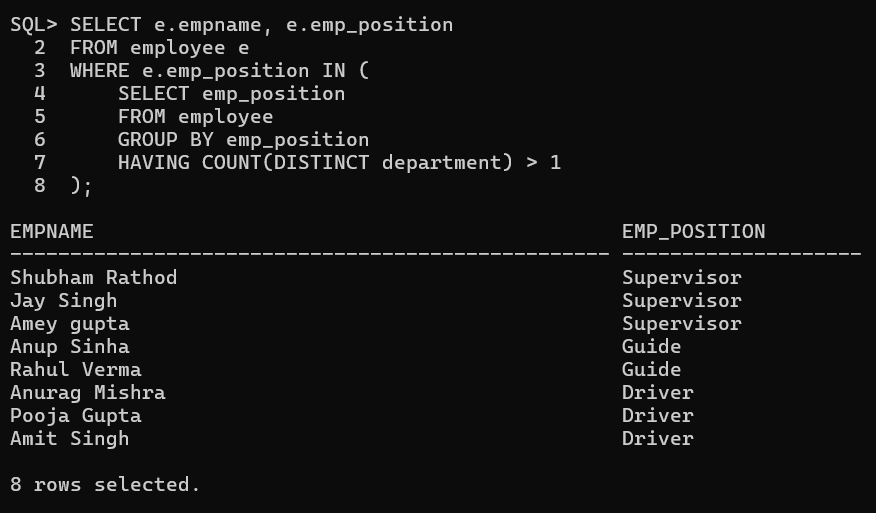 SQL> SELECT e.empname, e.emp_position
  2  FROM employee e
  3  WHERE e.emp_position IN (
  4      SELECT emp_position
  5      FROM employee
  6      GROUP BY emp_position
  7      HAVING COUNT(DISTINCT department) > 1
  8  );

EMPNAME                                            EMP_POSITION
-------------------------------------------------- --------------------
Shubham Rathod                                     Supervisor
Jay Singh                                          Supervisor
Amey gupta                                         Supervisor
Anup Sinha                                         Guide
Rahul Verma                                        Guide
Anurag Mishra                                      Driver
Pooja Gupta                                        Driver
Amit Singh                                         Driver

8 rows selected.